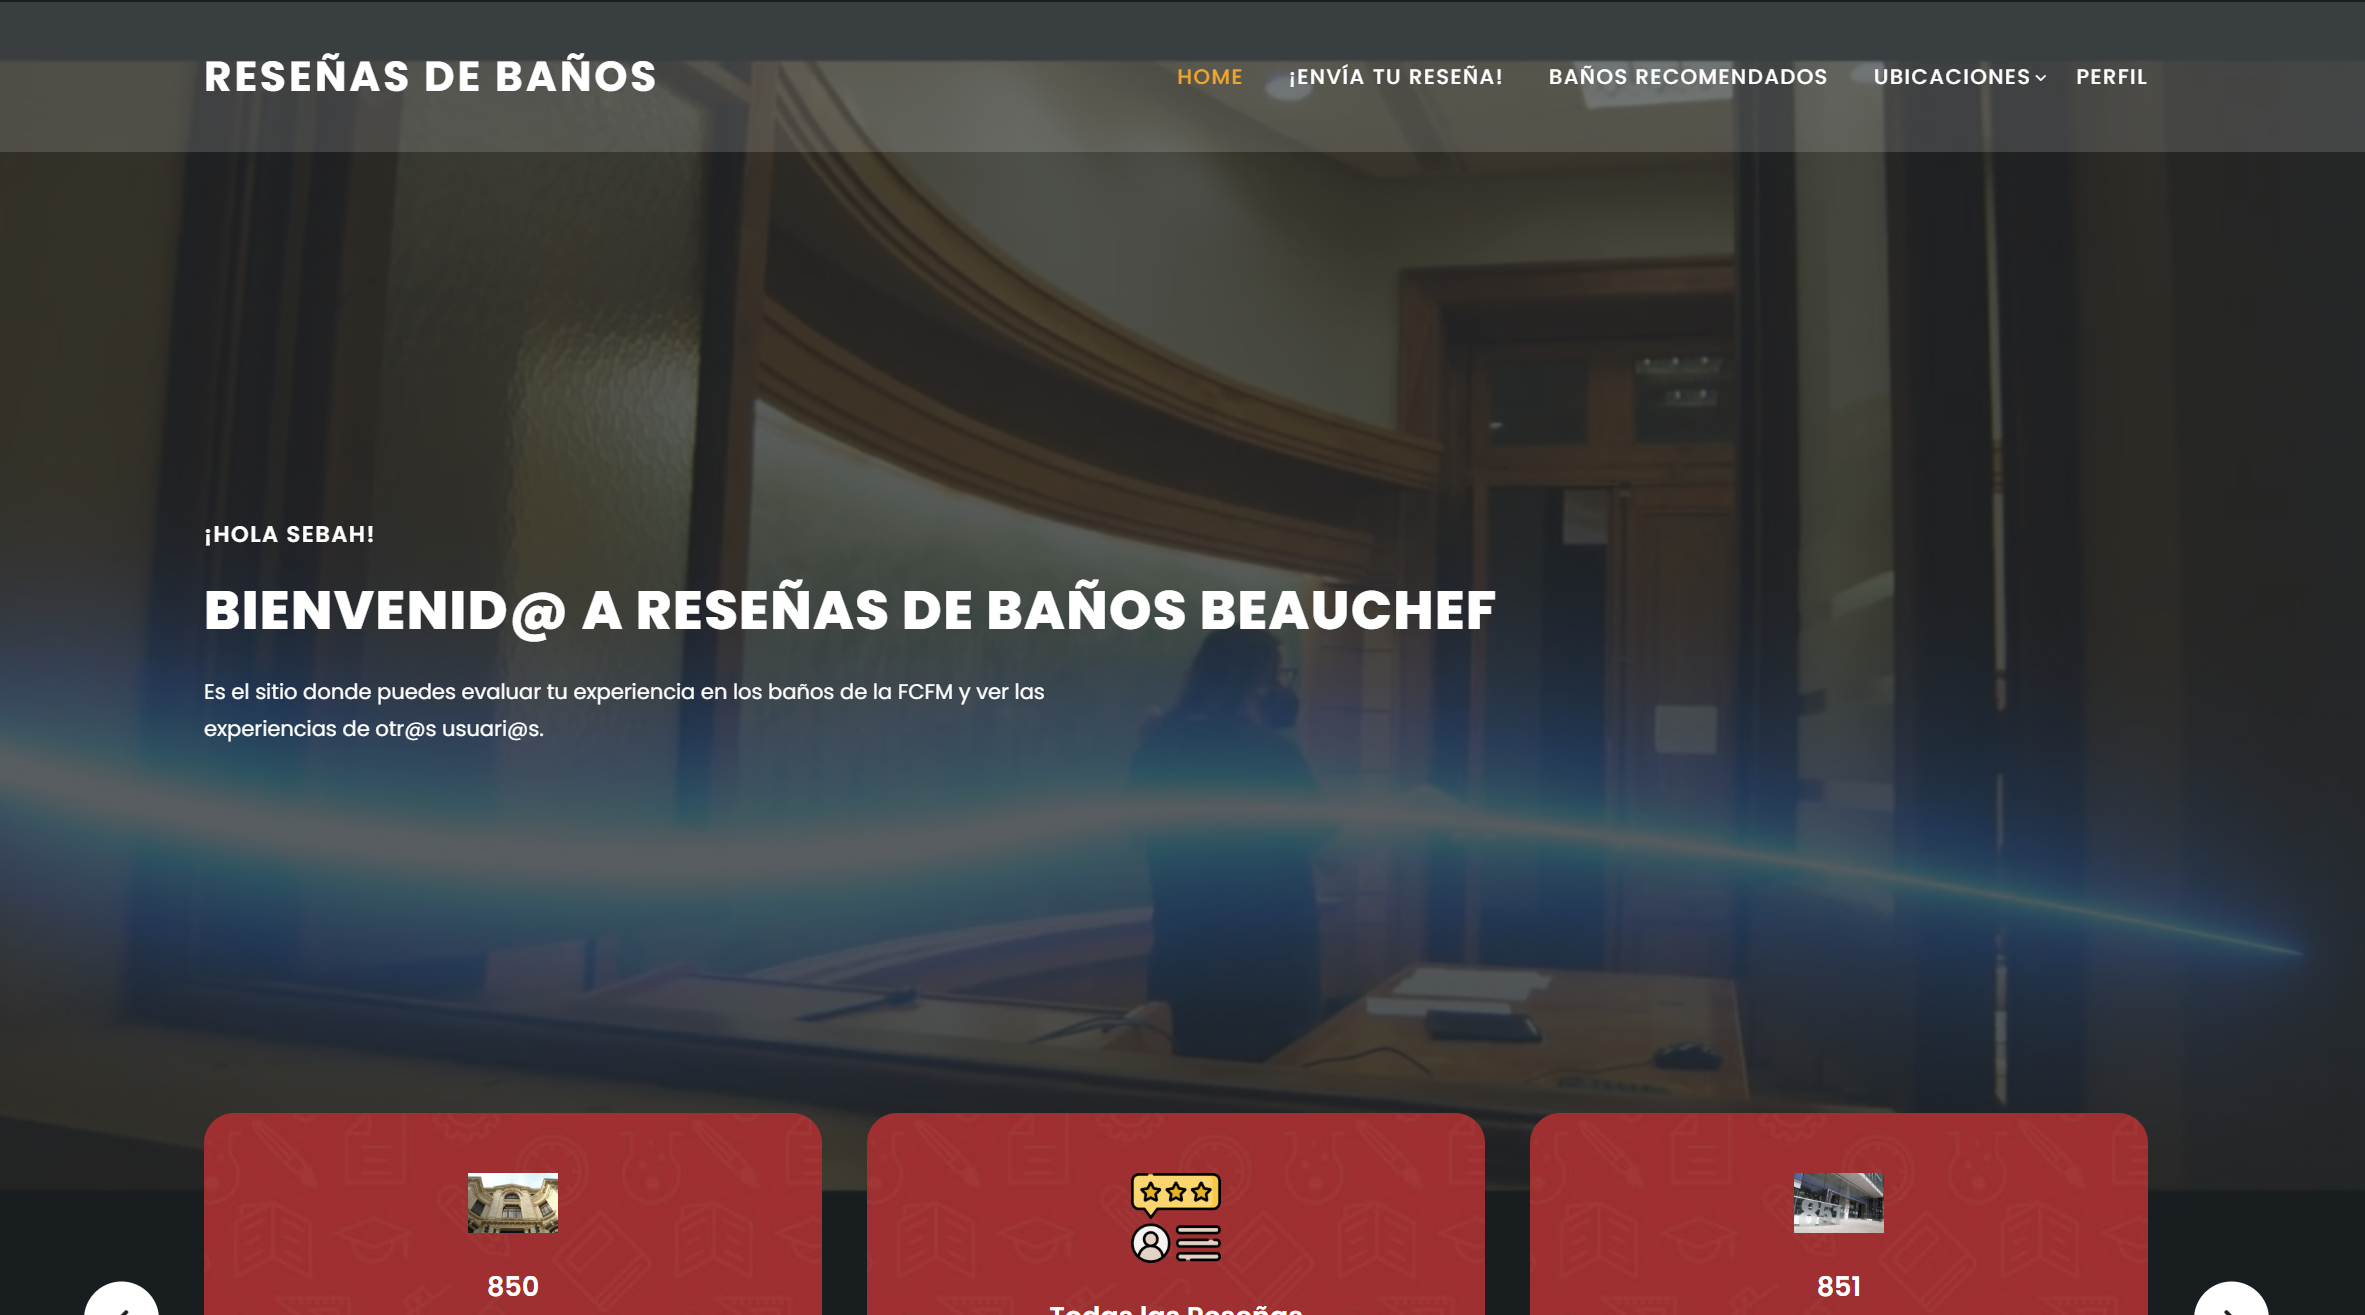 RESEÑAS DE BAÑOS
HOME ¡ENVÍA TU RESEÑA! BAÑOS RECOMENDADOS UBICACIONES PERFIL
¡HOLA SEBAH!
BIENVENID@ A RESEÑAS DE BAÑOS BEAUCHEF
Es el sitio donde puedes evaluar tu experiencia en los baños de la FCFM y ver las
experiencias de otr@s usuari@s.
850
Todas las Reseñas
851
851